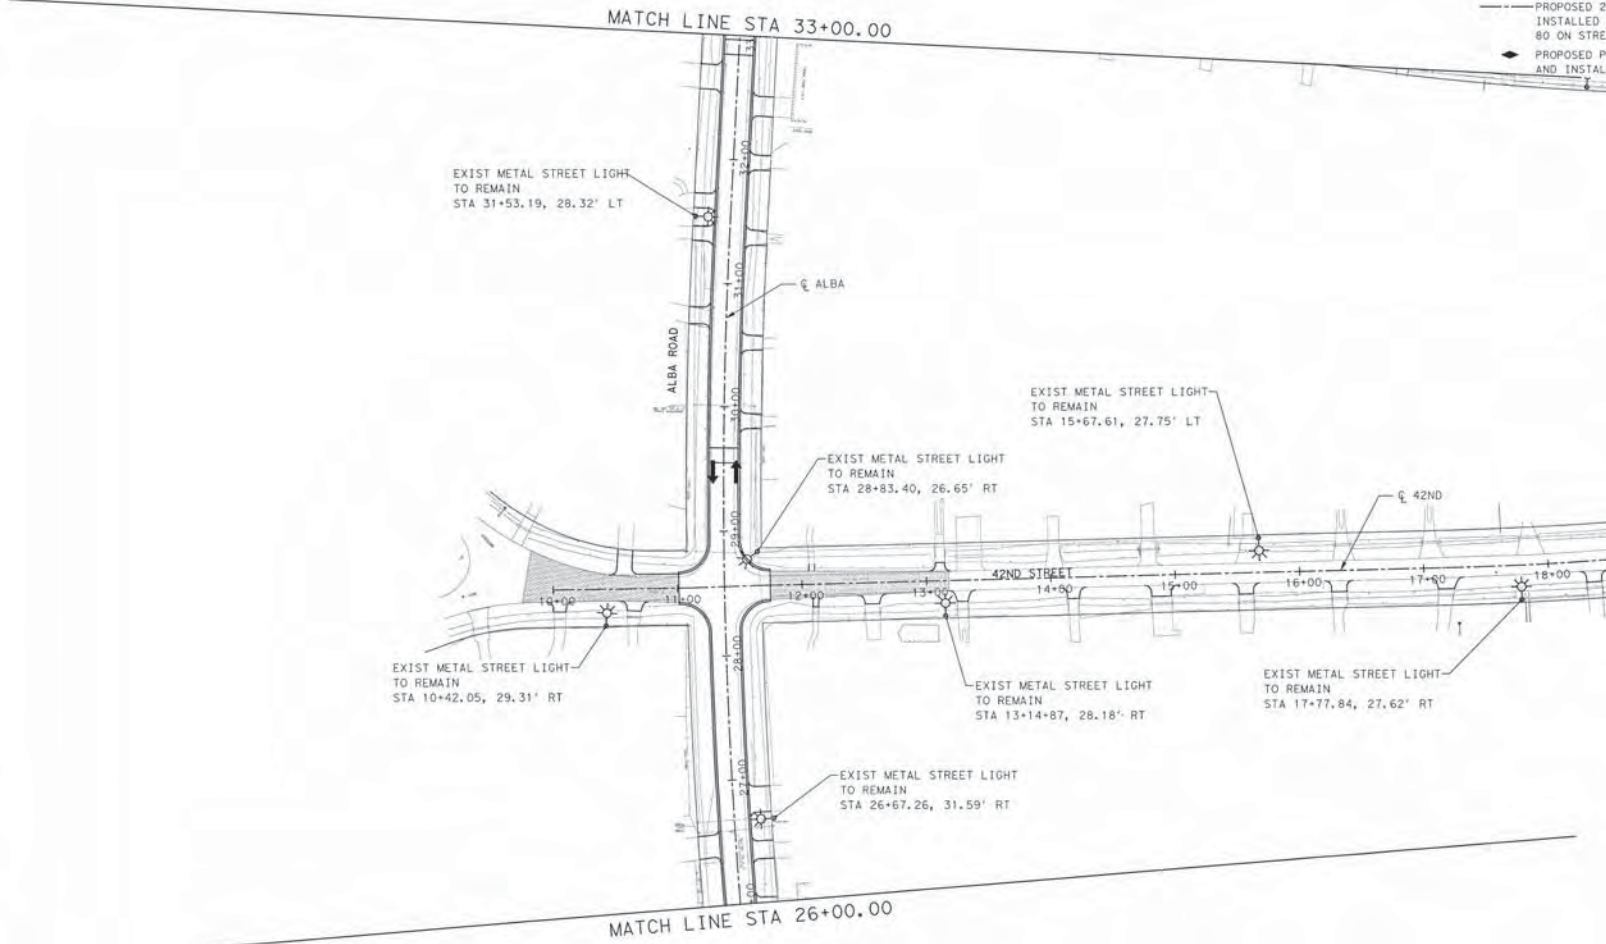 MATCH LINE STA 33+00.00
PROPOSED 2
INSTALLED
80 ON STRE
PROPOSED P
AND INSTAL
33
32+00
EXIST METAL STREET LIGHT
TO REMAIN
STA 31+53.19, 28.32' LT
31+00
℄ ALBA
ALBA ROAD
30+00
EXIST METAL STREET LIGHT
TO REMAIN
STA 15+67.61, 27.75' LT
EXIST METAL STREET LIGHT
TO REMAIN
STA 28+83.40, 26.65' RT
℄ 42ND
29+00
42ND STREET
10+00
11+00
12+00
13+00
14+00
15+00
16+00
17+00
18+00
28+00
EXIST METAL STREET LIGHT
TO REMAIN
STA 10+42.05, 29.31' RT
EXIST METAL STREET LIGHT
TO REMAIN
STA 13+14+87, 28.18' RT
EXIST METAL STREET LIGHT
TO REMAIN
STA 17+77.84, 27.62' RT
27+00
EXIST METAL STREET LIGHT
TO REMAIN
STA 26+67.26, 31.59' RT
MATCH LINE STA 26+00.00